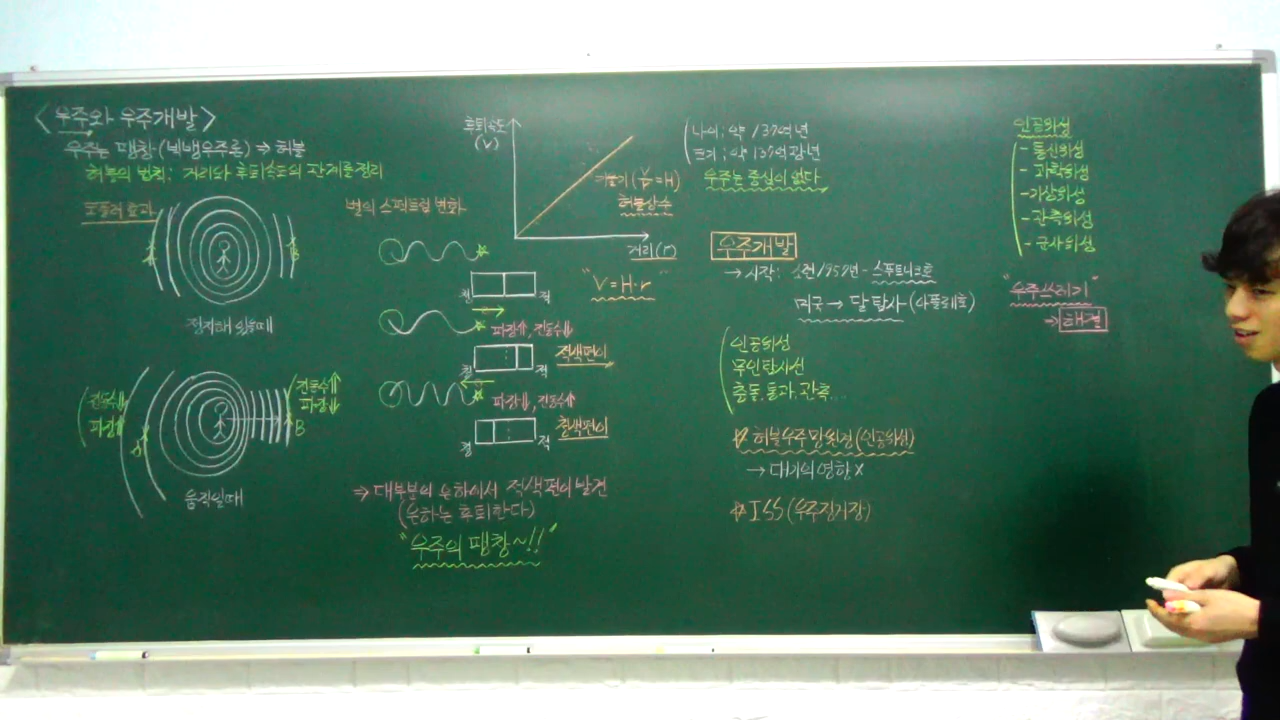 <우주와 우주개발>
우주는 팽창(빅뱅우주론) → 허블
허블의 법칙: 거리와 후퇴속도의 관계를 정리
도플러 효과
A
B
정지해 있을때
진동수↓
파장↑
A
진동수↑
파장↓
B
움직일때
별의 스펙트럼 변화
청
적
파장↑, 진동수↓
청
적
적색편이
파장↓, 진동수↑
청
적
청색편이
⇒ 대부분의 은하에서 적색편이 발견
(은하는 후퇴한다)
"우주의 팽창~!!"
후퇴속도
(V)
기울기(V/r=H)
허블상수
거리(r)
"V=H·r"
나이: 약 137억년
크기: 약 137억광년
우주는 중심이 없다.
우주개발
→ 시작: 소련 1957년 - 스푸트니크호
미국 → 달 탐사 (아폴로호)
인공위성
무인탐사선
충돌, 통과, 관측...
허블우주망원경(인공위성)
→ 대기의 영향 X
ISS (우주정거장)
인공위성
- 통신위성
- 과학위성
- 기상위성
- 관측위성
- 군사위성
"우주쓰레기"
→ 해결